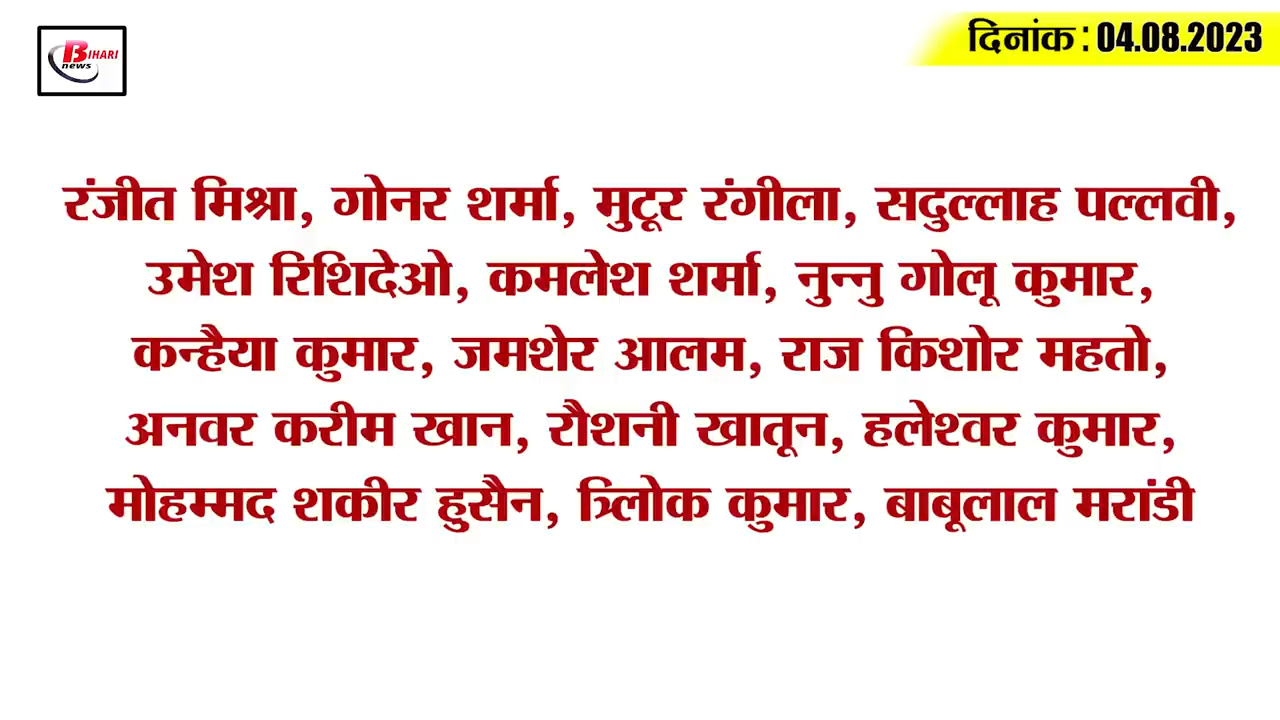 BIHARI
news
दिनांक : 04.08.2023
रंजीत मिश्रा, गोनर शर्मा, मुटूर रंगीला, सदुल्लाह पल्लवी,
उमेश रिशिदेओ, कमलेश शर्मा, नुन्नु गोलू कुमार,
कन्हैया कुमार, जमशेर आलम, राज किशोर महतो,
अनवर करीम खान, रौशनी खातून, हलेश्वर कुमार,
मोहम्मद शकीर हुसैन, त्रिलोक कुमार, बाबूलाल मरांडी